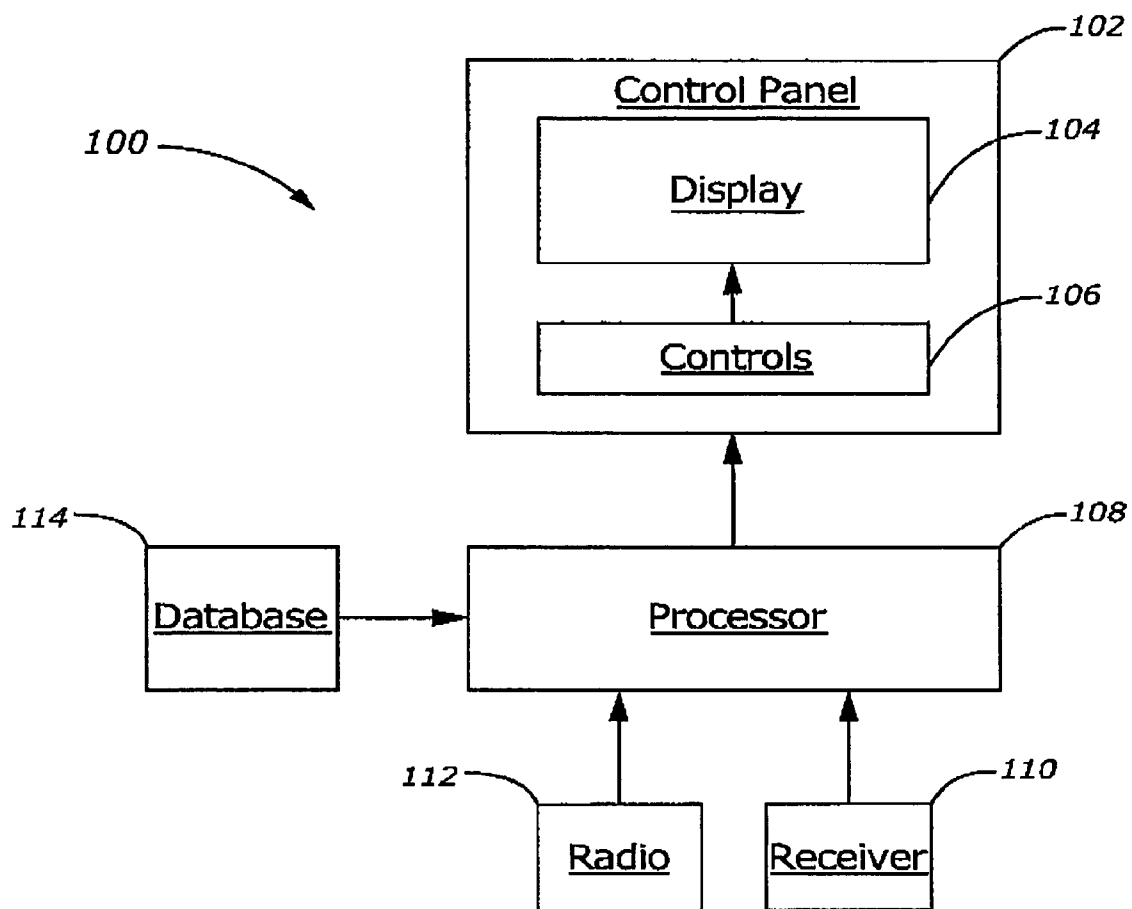 102
Control Panel
100
104
Display
106
Controls
114
108
Database
Processor
112
110
Radio
Receiver